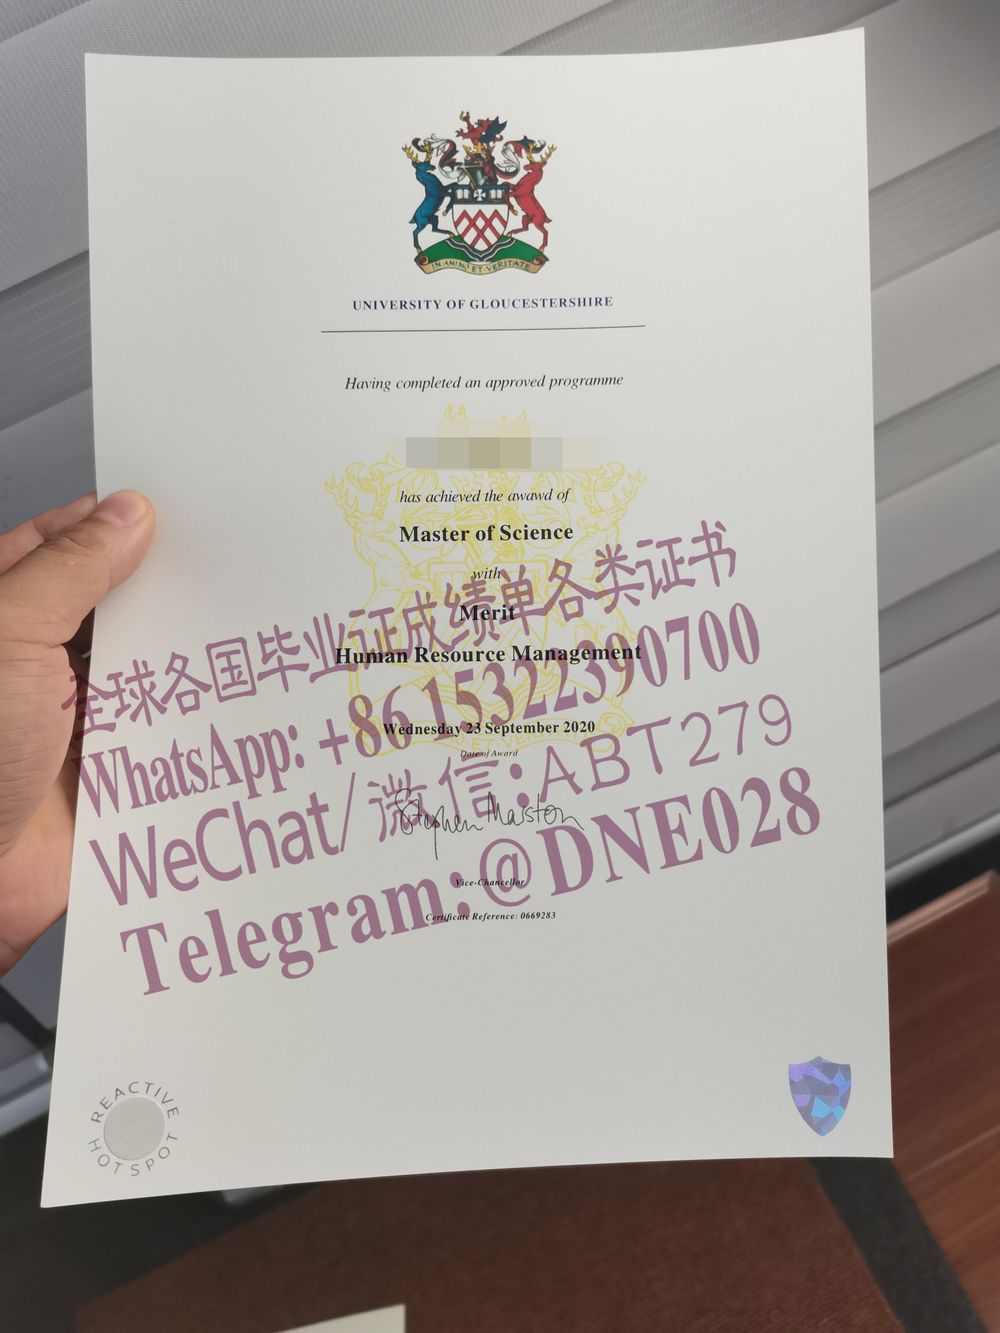 IN ANIMO ET VERITATE
UNIVERSITY OF GLOUCESTERSHIRE
Having completed an approved programme
has achieved the awawd of
Master of Science
with
Merit
Human Resource Management
Wednesday 23 September 2020
Date of Award
Stephen Marston
Vice-Chancellor
Certificate Reference: 0669283
全球各国毕业证成绩单各类证书
WhatsApp: +86 15322390700
WeChat/微信:ABT279
Telegram:@DNE028
REACTIVE
HOTSPOT